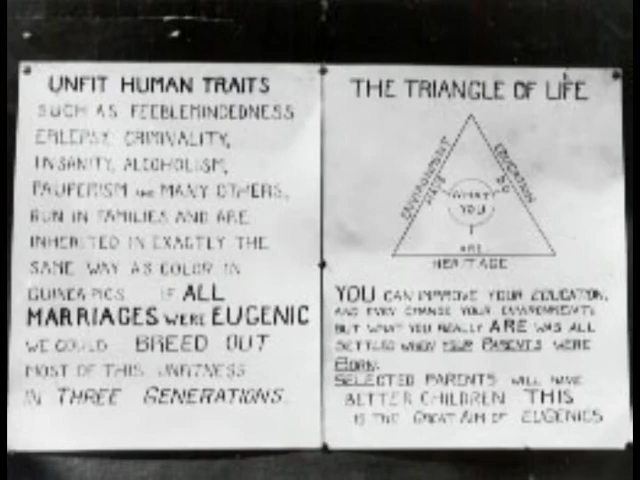 UNFIT HUMAN TRAITS
SUCH AS FEEBLEMINDEDNESS
EPILEPSY, CRIMINALITY,
INSANITY, ALCOHOLISM,
PAUPERISM AND MANY OTHERS,
RUN IN FAMILIES AND ARE
INHERITED IN EXACTLY THE
SAME WAY AS COLOR IN
GUINEA PIGS. IF ALL
MARRIAGES WERE EUGENIC
WE COULD BREED OUT
MOST OF THIS UNFITNESS
IN THREE GENERATIONS.
THE TRIANGLE OF LIFE
ENVIRONMENT
EDUCATION
HAVE
DO
WHAT
YOU
ARE
HERITAGE
YOU CAN IMPROVE YOUR EDUCATION,
AND EVEN CHANGE YOUR ENVIRONMENT;
BUT WHAT YOU REALLY ARE WAS ALL
SETTLED WHEN YOUR PARENTS WERE
BORN.
SELECTED PARENTS WILL HAVE
BETTER CHILDREN THIS
IS THE GREAT AIM OF EUGENICS